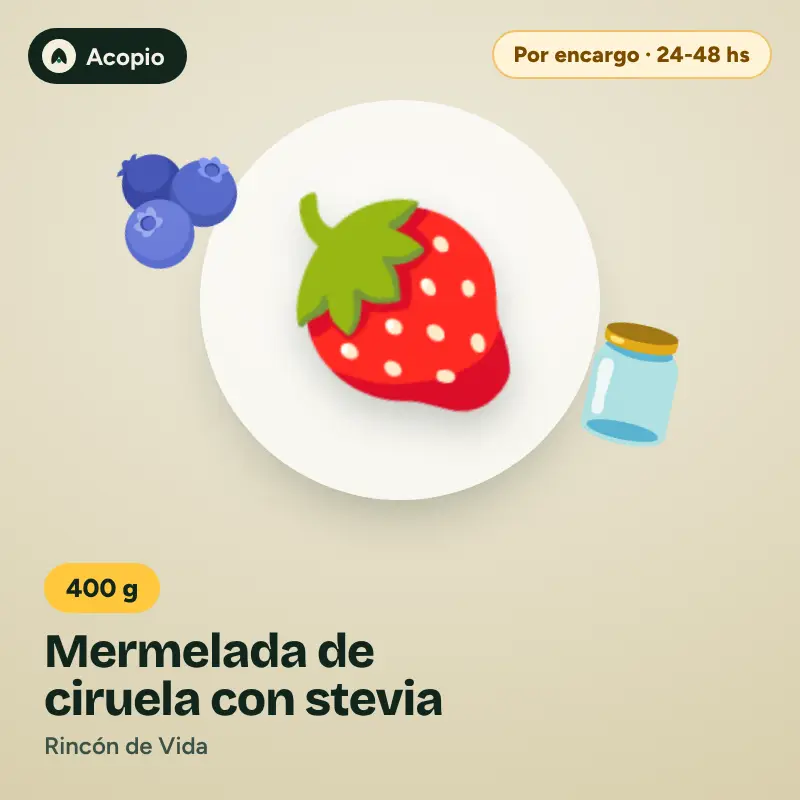 Acopio
Por encargo · 24-48 hs
400 g
Mermelada de
ciruela con stevia
Rincón de Vida